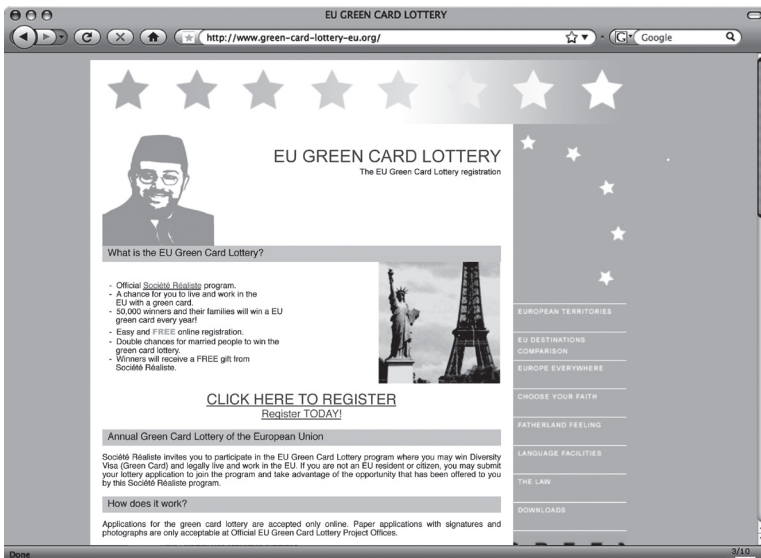 EU GREEN CARD LOTTERY
http://www.green-card-lottery-eu.org/
G
Google
EU GREEN CARD LOTTERY
The EU Green Card Lottery registration
What is the EU Green Card Lottery?
- Official Société Réaliste program.
- A chance for you to live and work in the
EU with a green card.
- 50,000 winners and their families will win a EU
green card every year!
- Easy and FREE online registration.
- Double chances for married people to win the
green card lottery.
- Winners will receive a FREE gift from
Société Réaliste.
CLICK HERE TO REGISTER
Register TODAY!
Annual Green Card Lottery of the European Union
Société Réaliste invites you to participate in the EU Green Card Lottery program where you may win Diversity
Visa (Green Card) and legally live and work in the EU. If you are not an EU resident or citizen, you may submit
your lottery application to join the program and take advantage of the opportunity that has been offered to you
by this Société Réaliste program.
How does it work?
Applications for the green card lottery are accepted only online. Paper applications with signatures and
photographs are only acceptable at Official EU Green Card Lottery Project Offices.
EUROPEAN TERRITORIES
EU DESTINATIONS
COMPARISON
EUROPE EVERYWHERE
CHOOSE YOUR FAITH
FATHERLAND FEELING
LANGUAGE FACILITIES
THE LAW
DOWNLOADS
Done
3/10